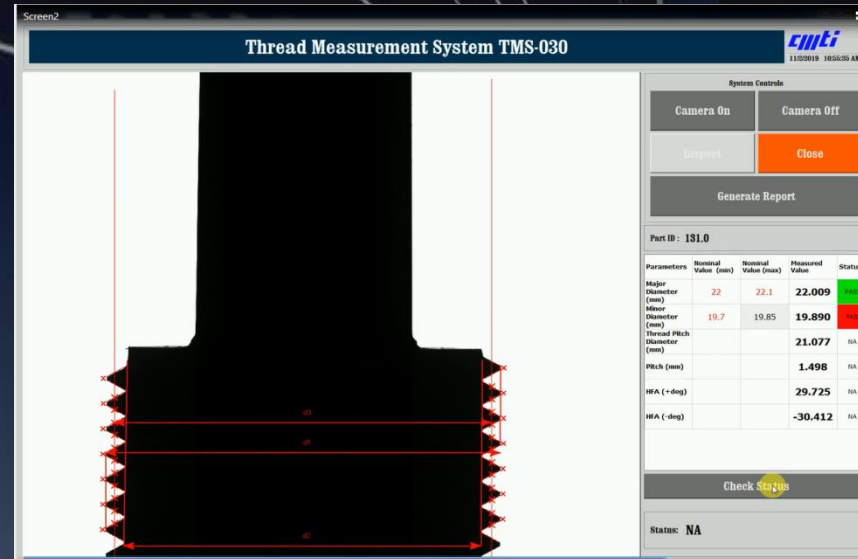 Screen2
Thread Measurement System TMS-030
cmti
System Controls
Camera On Camera Off
Inspect Close
Generate Report
Part ID : 131.0
Parameters Nominal Value (min) Nominal Value (max) Measured Value
Major Diameter (mm) 22 22.1 22.009
Minor Diameter (mm) 19.7 19.85 19.890
Thread Pitch Diameter (mm) 21.077 NA
Pitch (mm) 1.498 NA
HFA (+deg) 29.725 NA
HFA (-deg) -30.412 NA
Check Status
Status: NA